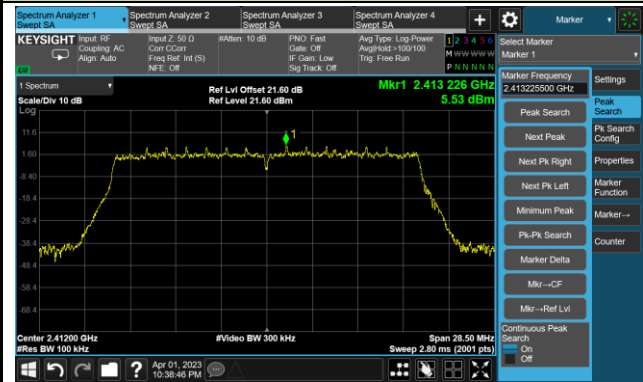 Spectrum Analyzer 1
Swept SA
Spectrum Analyzer 2
Swept SA
Spectrum Analyzer 3
Swept SA
Spectrum Analyzer 4
Swept SA
+
Marker
KEYSIGHT
Input: RF
Coupling: AC
Align: Auto
Input Z: 50 Ω
Corr CCorr
Freq Ref: Int (S)
NFE: Off
#Atten: 10 dB
PNO: Fast
Gate: Off
IF Gain: Low
Sig Track: Off
Avg Type: Log-Power
Avg|Hold:>100/100
Trig: Free Run
1 2 3 4 5 6
M W W W W W
P N N N N N
Select Marker
Marker 1
1 Spectrum
Scale/Div 10 dB
Ref Lvl Offset 21.60 dB
Ref Level 21.60 dBm
Mkr1 2.413 226 GHz
5.53 dBm
Log
11.6
1.60
-8.40
-18.4
-28.4
-38.4
-48.4
-58.4
-68.4
1
Center 2.41200 GHz
#Res BW 100 kHz
#Video BW 300 kHz
Span 28.50 MHz
Sweep 2.80 ms (2001 pts)
Marker Frequency
2.413225500 GHz
Peak Search
Next Peak
Next Pk Right
Next Pk Left
Minimum Peak
Pk-Pk Search
Marker Delta
Mkr→CF
Mkr→Ref Lvl
Continuous Peak
Search
On
Off
Settings
Peak
Search
Pk Search
Config
Properties
Marker
Function
Marker→
Counter
?
Apr 01, 2023
10:38:46 PM